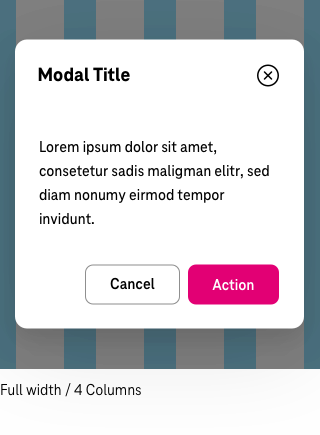 Modal Title
Lorem ipsum dolor sit amet,
consetetur sadis maligman elitr, sed
diam nonumy eirmod tempor
invidunt.
Cancel
Action
Full width / 4 Columns